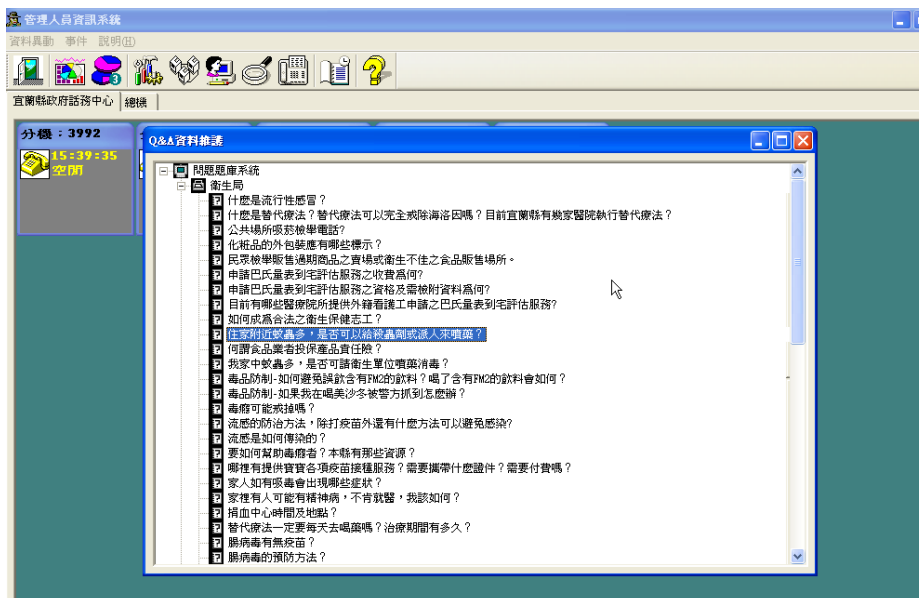 管理人員資訊系統
資料異動 事件 說明(H)
宜蘭縣政府話務中心 總機
分機：3992
15:39:35
空閒
Q&A資料維護
問題題庫系統
衛生局
什麼是流行性感冒？
什麼是替代療法？替代療法可以完全戒除海洛因嗎？目前宜蘭縣有幾家醫院執行替代療法？
公共場所吸菸檢舉電話?
化粧品的外包裝應有哪些標示？
民眾檢舉販售過期商品之賣場或衛生不佳之食品販售場所。
申請巴氏量表到宅評估服務之收費為何?
申請巴氏量表到宅評估服務之資格及需檢附資料為何?
目前有哪些醫療院所提供外籍看護工申請之巴氏量表到宅評估服務?
如何成為合法之衛生保健志工？
住家附近蚊蟲多，是否可以給殺蟲劑或派人來噴藥？
何謂食品業者投保產品責任險？
我家中蚊蟲多，是否可請衛生單位噴藥消毒？
毒品防制-如何避免誤飲含有FM2的飲料？喝了含有FM2的飲料會如何？
毒品防制-如果我在喝美沙冬被警方抓到怎麼辦？
毒癮可能戒掉嗎？
流感的防治方法，除打疫苗外還有什麼方法可以避免感染?
流感是如何傳染的？
要如何幫助毒癮者？本縣有那些資源？
哪裡有提供寶寶各項疫苗接種服務？需要攜帶什麼證件？需要付費嗎？
家人如有吸毒會出現哪些症狀？
家裡有人可能有精神病，不肯就醫，我該如何？
捐血中心時間及地點？
替代療法一定要每天去喝藥嗎？治療期間有多久？
腸病毒有無疫苗？
腸病毒的預防方法？